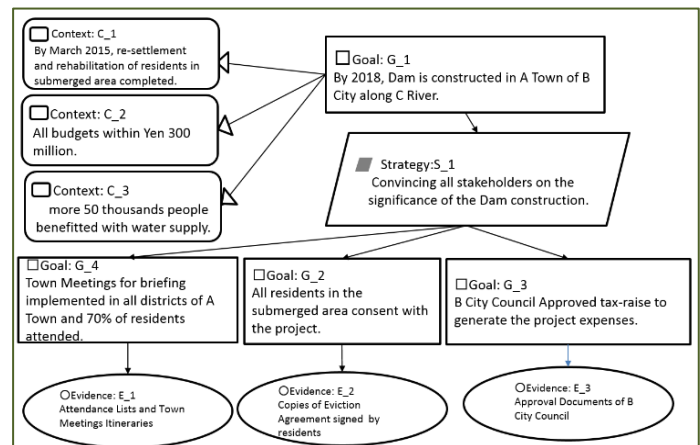 Context: C_1
By March 2015, re-settlement
and rehabilitation of residents in
submerged area completed.
Goal: G_1
By 2018, Dam is constructed in A Town of B
City along C River.
Context: C_2
All budgets within Yen 300
million.
Context: C_3
more 50 thousands people
benefitted with water supply.
Strategy:S_1
Convincing all stakeholders on the
significance of the Dam construction.
Goal: G_4
Town Meetings for briefing
implemented in all districts of A
Town and 70% of residents
attended.
Goal: G_2
All residents in the
submerged area consent with
the project.
Goal: G_3
B City Council Approved tax-raise to
generate the project expenses.
Evidence: E_1
Attendance Lists and Town
Meetings Itineraries
Evidence: E_2
Copies of Eviction
Agreement signed by
residents
Evidence: E_3
Approval Documents of B
City Council